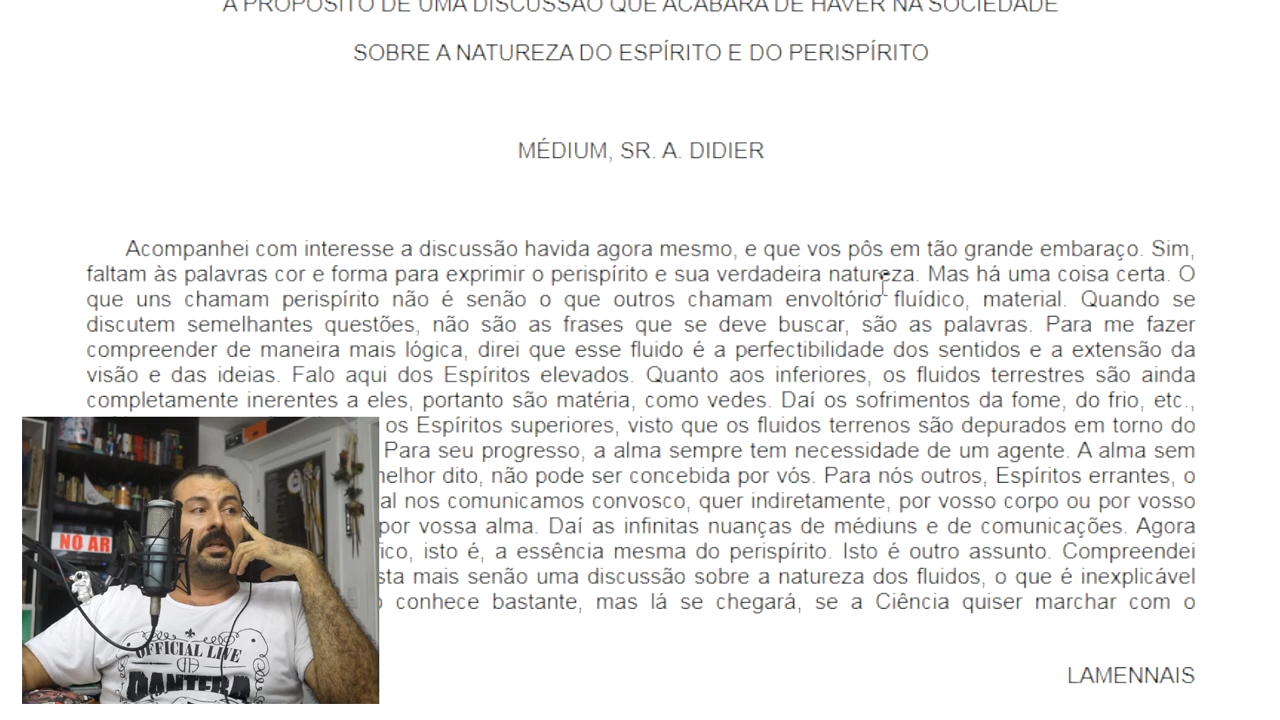 A PROPÓSITO DE UMA DISCUSSÃO QUE ACABARA DE HAVER NA SOCIEDADE
SOBRE A NATUREZA DO ESPÍRITO E DO PERISPÍRITO
MÉDIUM, SR. A. DIDIER
Acompanhei com interesse a discussão havida agora mesmo, e que vos pôs em tão grande embaraço. Sim,
faltam às palavras cor e forma para exprimir o perispírito e sua verdadeira natureza. Mas há uma coisa certa. O
que uns chamam perispírito não é senão o que outros chamam envoltório fluídico, material. Quando se
discutem semelhantes questões, não são as frases que se deve buscar, são as palavras. Para me fazer
compreender de maneira mais lógica, direi que esse fluido é a perfectibilidade dos sentidos e a extensão da
visão e das ideias. Falo aqui dos Espíritos elevados. Quanto aos inferiores, os fluidos terrestres são ainda
completamente inerentes a eles, portanto são matéria, como vedes. Daí os sofrimentos da fome, do frio, etc.,
os Espíritos superiores, visto que os fluidos terrenos são depurados em torno do
Para seu progresso, a alma sempre tem necessidade de um agente. A alma sem
melhor dito, não pode ser concebida por vós. Para nós outros, Espíritos errantes, o
al nos comunicamos convosco, quer indiretamente, por vosso corpo ou por vosso
por vossa alma. Daí as infinitas nuanças de médiuns e de comunicações. Agora
ico, isto é, a essência mesma do perispírito. Isto é outro assunto. Compreendei
sta mais senão uma discussão sobre a natureza dos fluidos, o que é inexplicável
conhece bastante, mas lá se chegará, se a Ciência quiser marchar com o
LAMENNAIS
NO AR
OFFICIAL LIVE
PANTERA